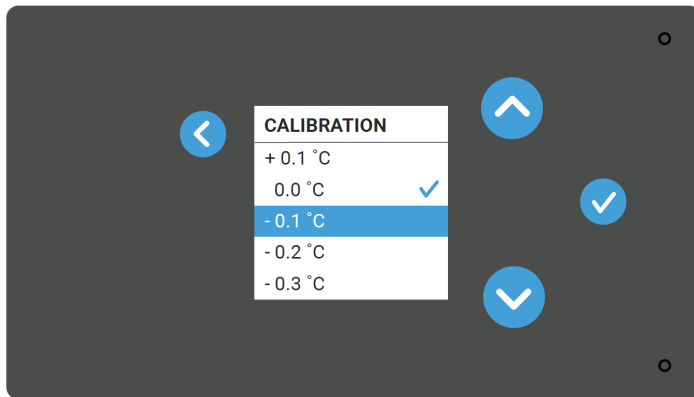 CALIBRATION
+ 0.1 °C
0.0 °C
- 0.1 °C
- 0.2 °C
- 0.3 °C